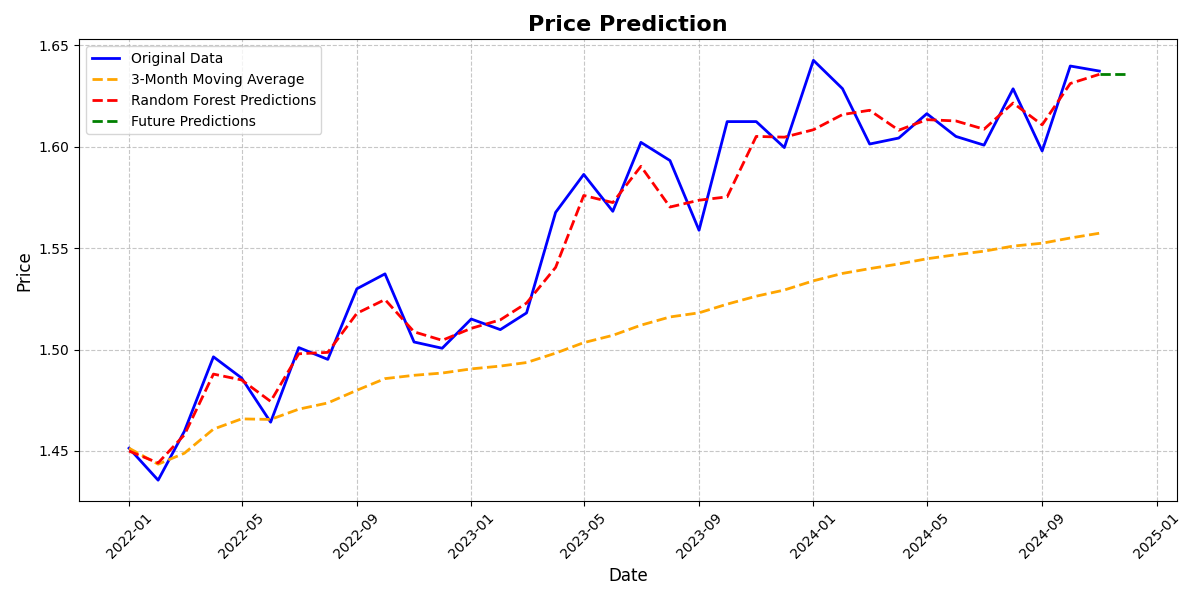 Price Prediction
Original Data
3-Month Moving Average
Random Forest Predictions
Future Predictions
Price
1.65
1.60
1.55
1.50
1.45
2022-01
2022-05
2022-09
2023-01
2023-05
2023-09
2024-01
2024-05
2024-09
2025-01
Date